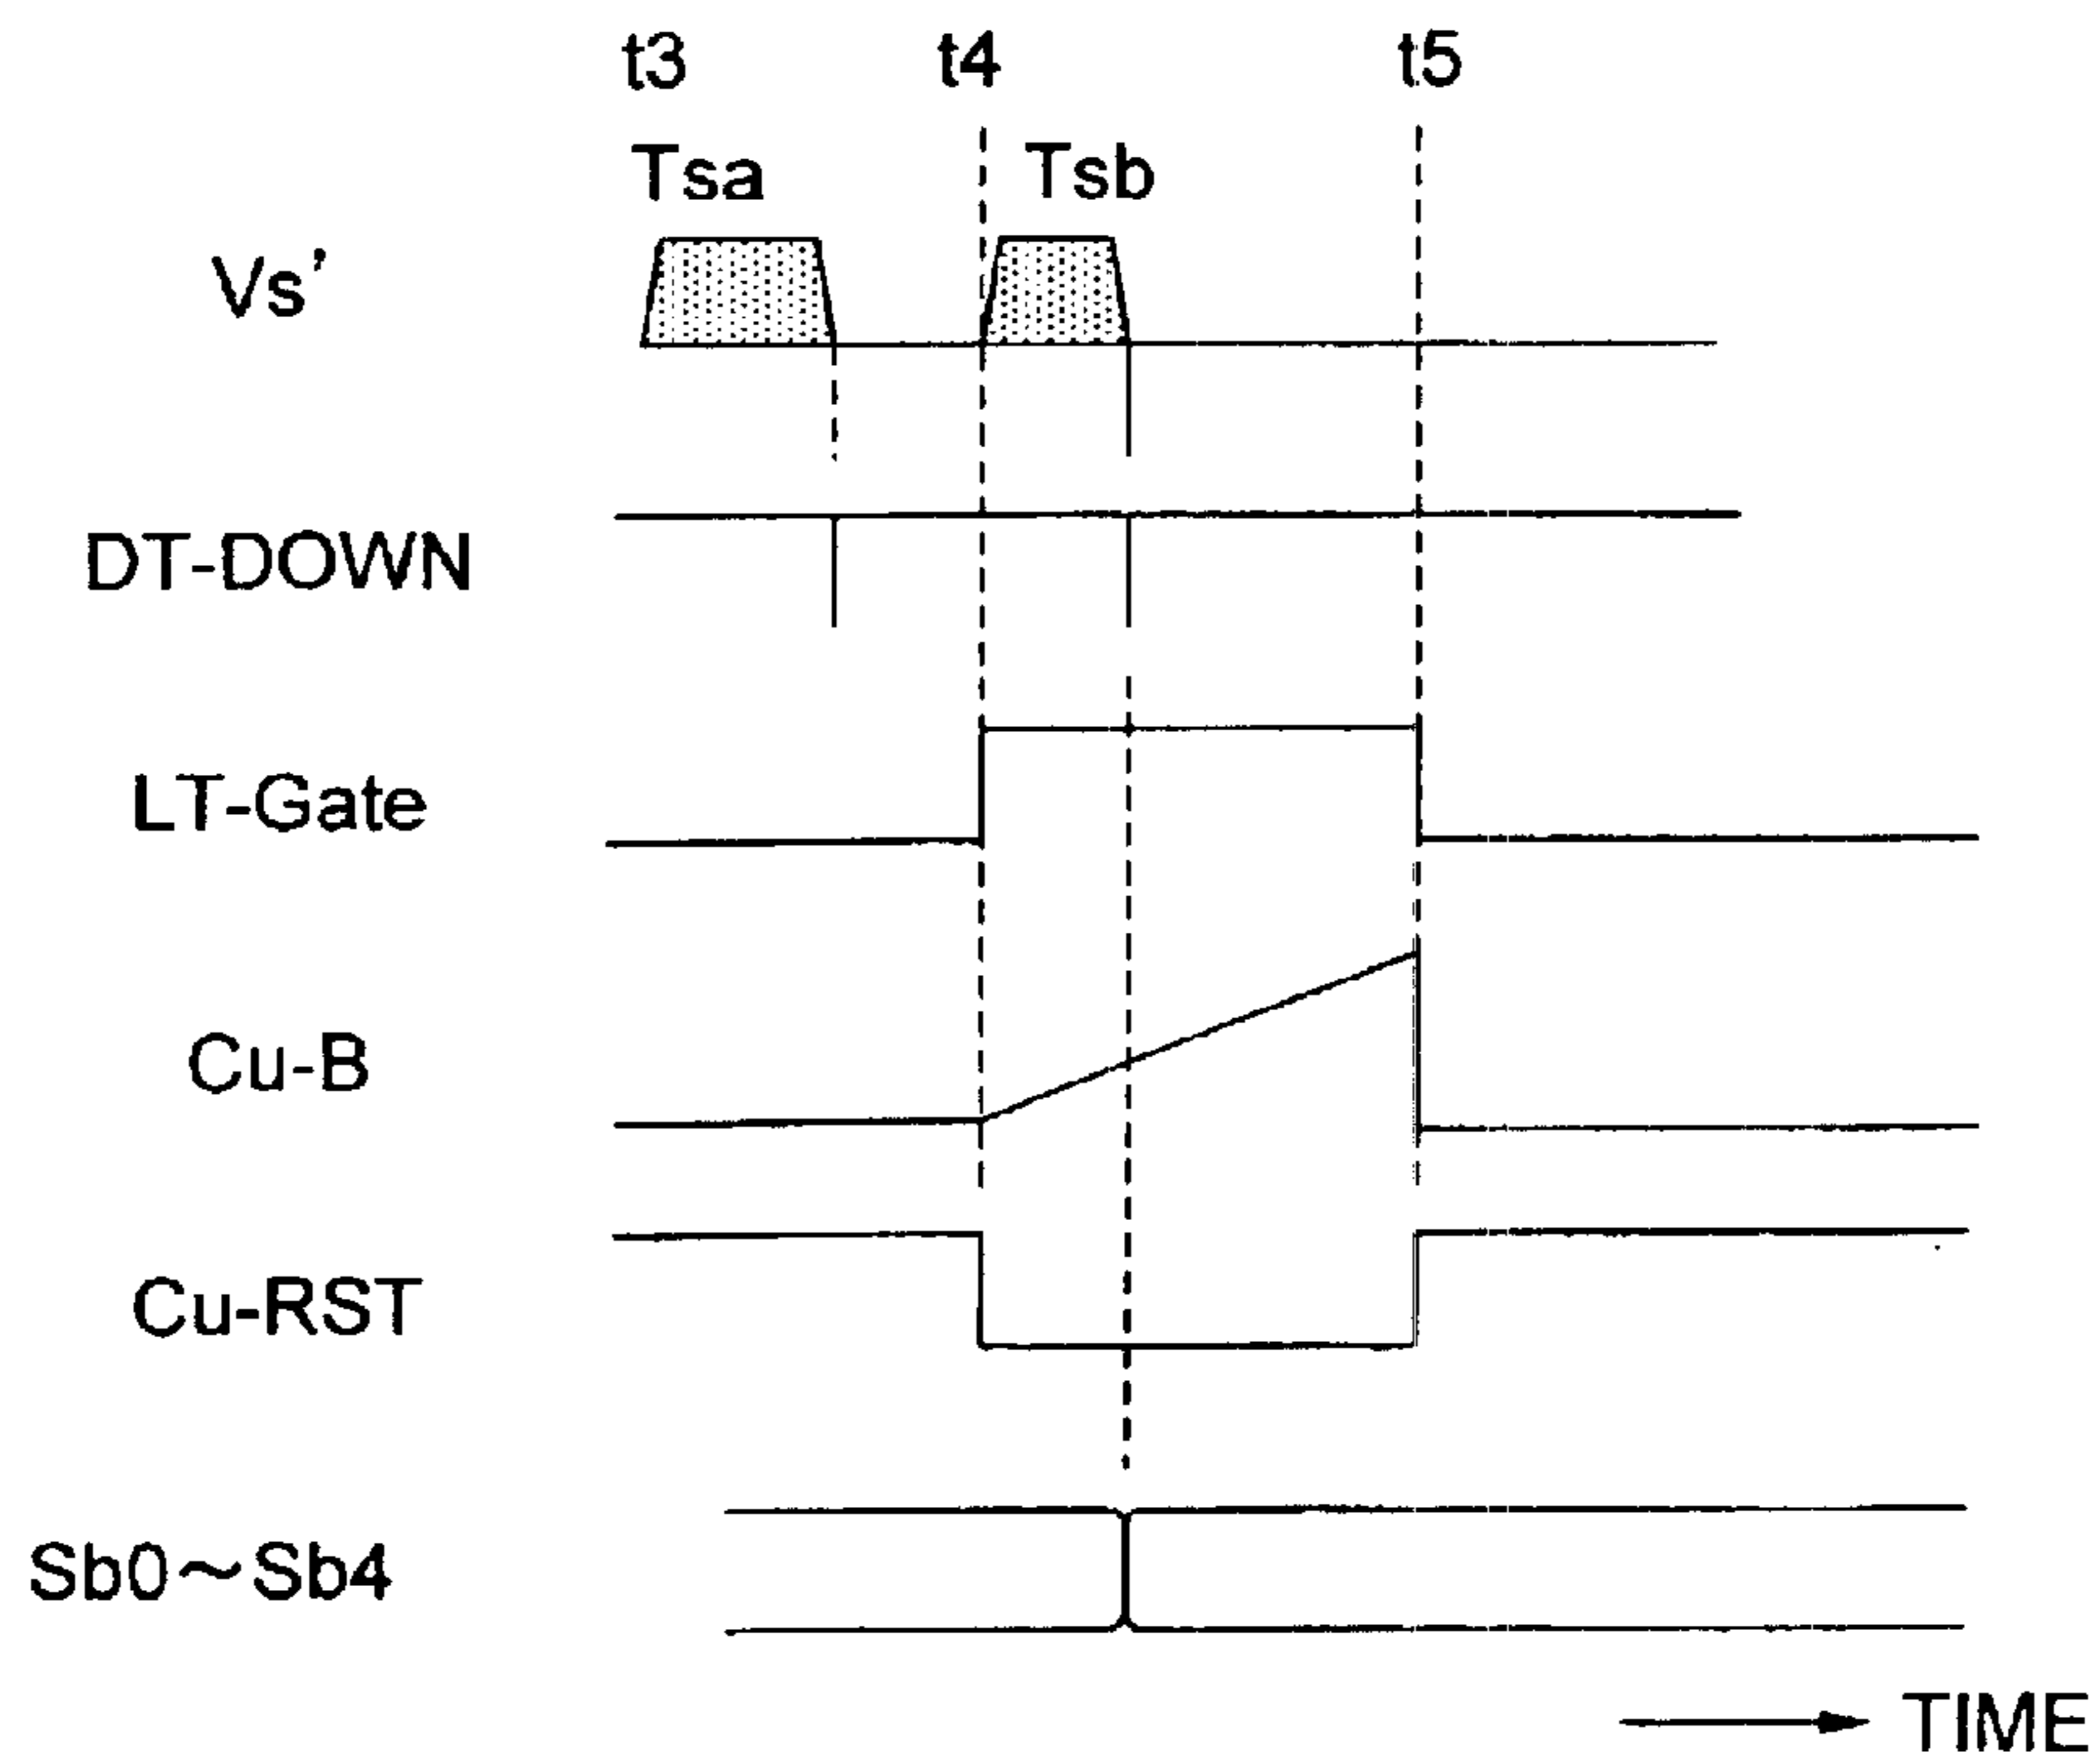 t3 t4 t5
Tsa Tsb
Vs’
DT-DOWN
LT-Gate
Cu-B
Cu-RST
Sb0～Sb4
TIME